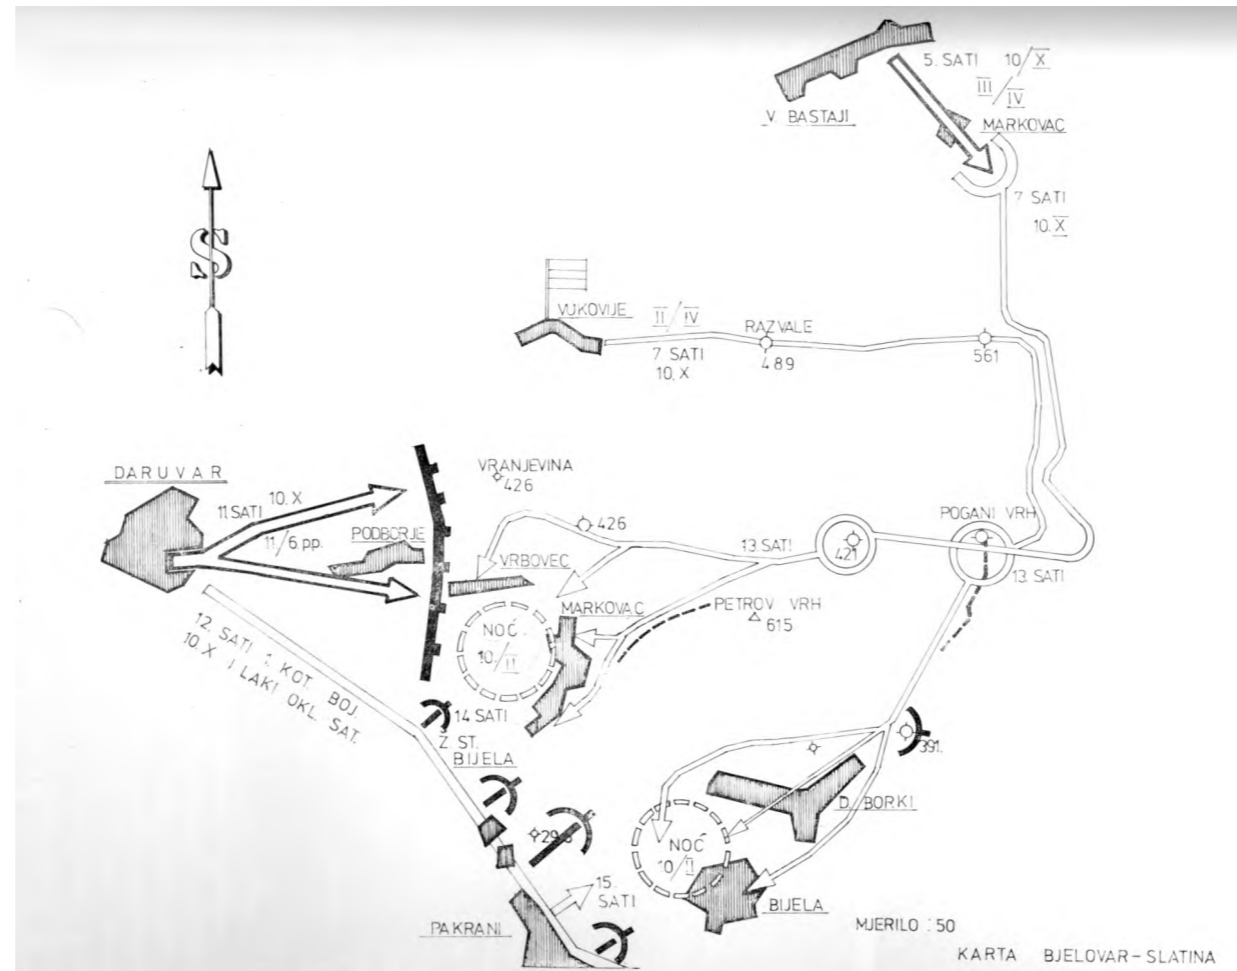 5. SATI 10/X
III/IV
V. BASTAJI
MARKOVAC
7 SATI
10. X
S
VUKOVIJE
II/IV
RAZVALE
7 SATI
10. X
489
561
VRANJEVINA
426
DARUVAR
11 SATI 10. X
11/6 pp.
PODBORJE
426
POGANI VRH
421
13. SATI
13 SATI
VRBOVEC
MARKOVAC
PETROV VRH
615
NOĆ
10/II
12. SATI 1. KOT. BOJ.
10. X I LAKI OKL. SAT.
14 SATI
Ž. ST.
BIJELA
391.
D. BORKI
NOĆ
10/II
15.
SATI
PAKRANI
BIJELA
MJERILO : 50
KARTA BJELOVAR-SLATINA